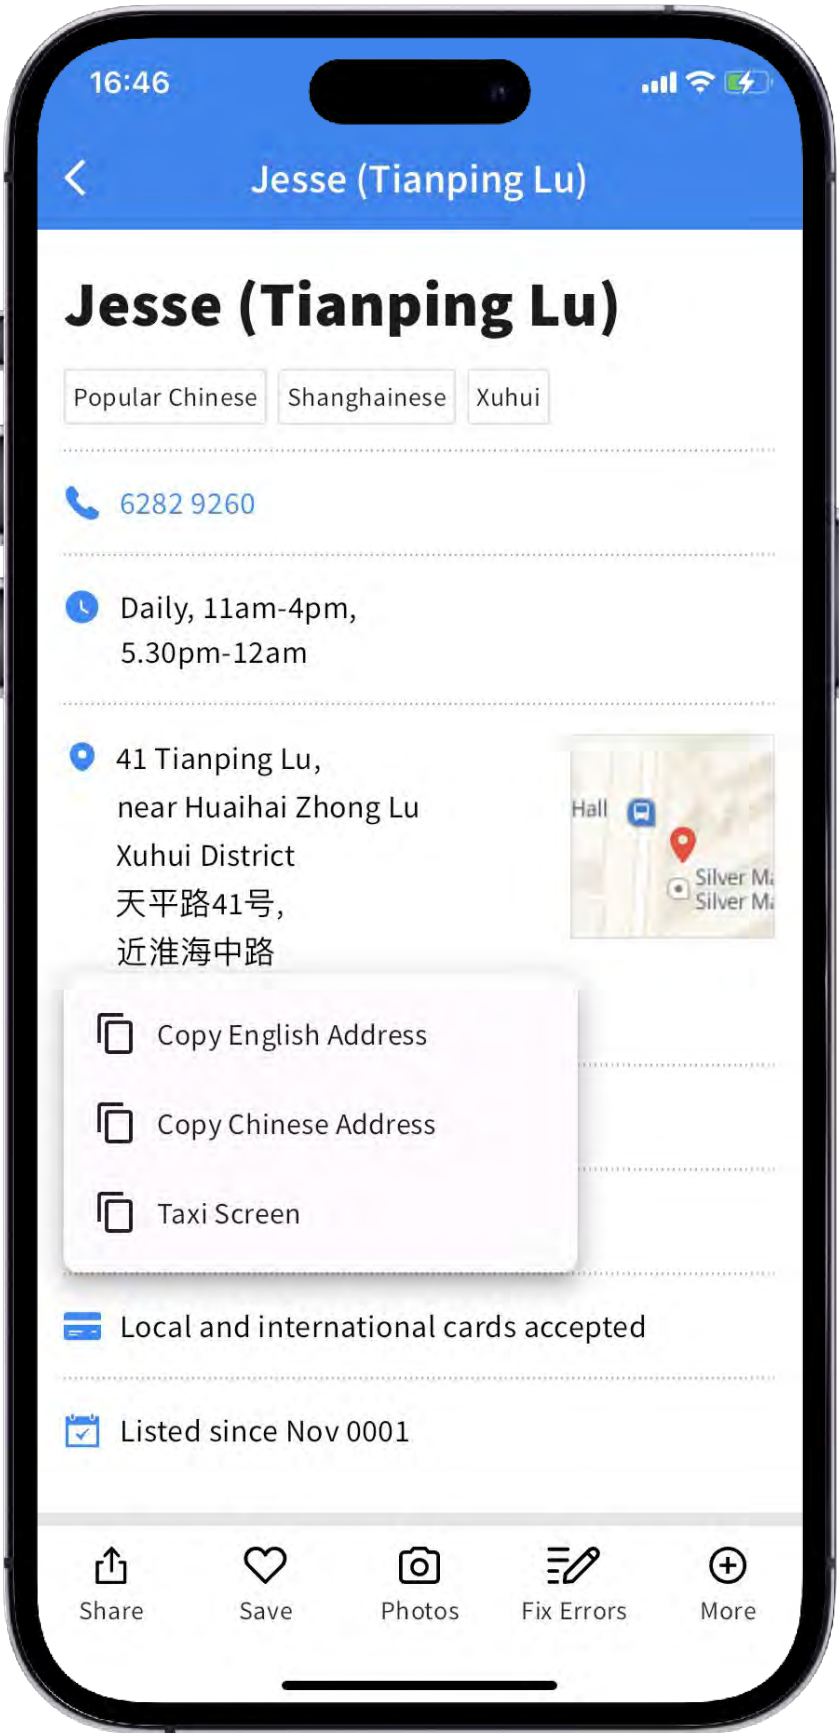 16:46
Jesse (Tianping Lu)
Jesse (Tianping Lu)
Popular Chinese
Shanghainese
Xuhui
6282 9260
Daily, 11am-4pm,
5.30pm-12am
41 Tianping Lu,
near Huaihai Zhong Lu
Xuhui District
天平路41号,
近淮海中路
Hall
Silver
Silver
Copy English Address
Copy Chinese Address
Taxi Screen
Local and international cards accepted
Listed since Nov 0001
Share
Save
Photos
Fix Errors
More